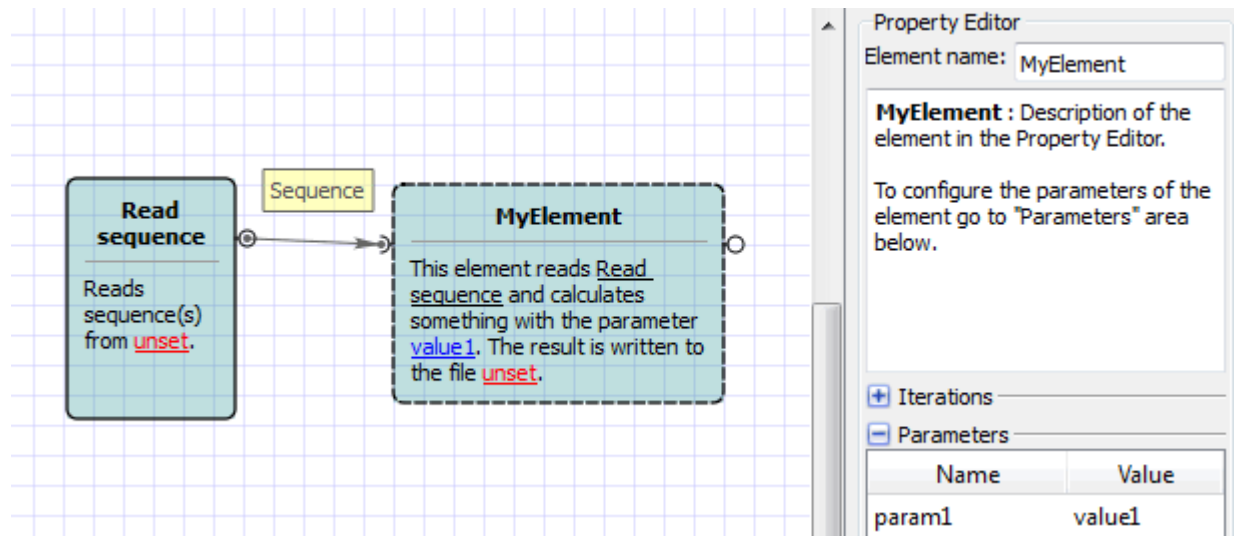 Read
sequence
Reads
sequence(s)
from unset.
Sequence
MyElement
This element reads Read
sequence and calculates
something with the parameter
value1. The result is written to
the file unset.
Property Editor
Element name: MyElement
MyElement : Description of the
element in the Property Editor.
To configure the parameters of the
element go to "Parameters" area
below.
Iterations
Parameters
Name Value
param1 value1